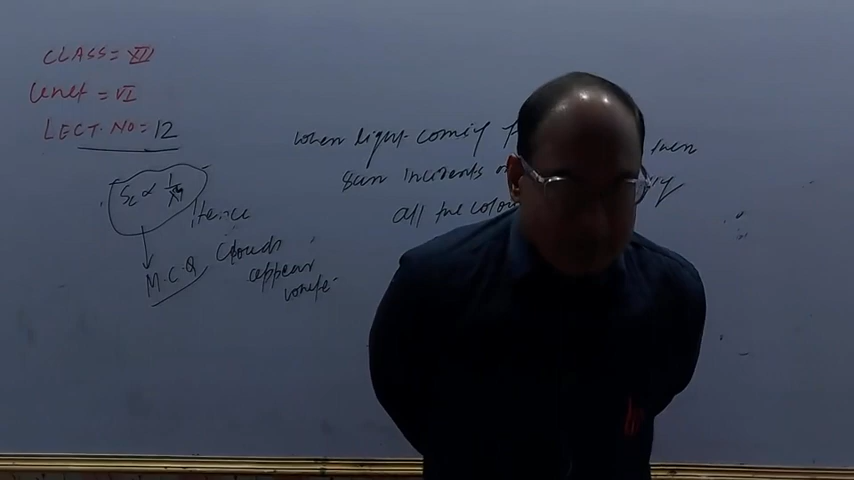 CLASS = XII
Unit = VI
LECT. NO = 12
when light coming
then
sun incidents
all the colou
Sc ∝ 1/λ⁴
Hence
Clouds
appear
white
M.C.Q